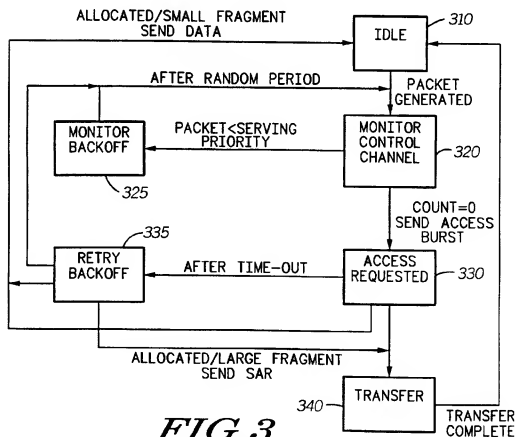 ALLOCATED/SMALL FRAGMENT
SEND DATA
IDLE
310
AFTER RANDOM PERIOD
PACKET
GENERATED
MONITOR
BACKOFF
325
PACKET<SERVING
PRIORITY
MONITOR
CONTROL
CHANNEL
320
COUNT=0
SEND ACCESS
BURST
335
RETRY
BACKOFF
AFTER TIME-OUT
ACCESS
REQUESTED
330
ALLOCATED/LARGE FRAGMENT
SEND SAR
340
TRANSFER
TRANSFER
COMPLETE
FIG.3